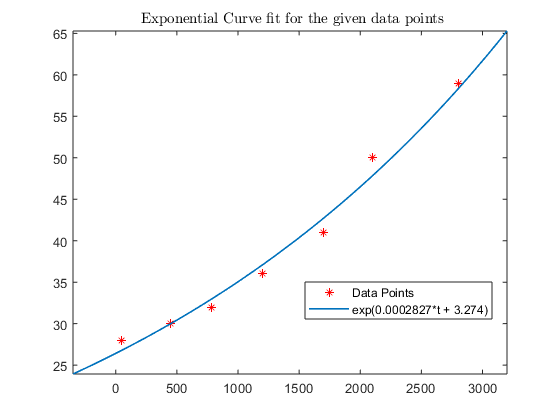 Exponential Curve fit for the given data points
65
60
55
50
45
40
35
30
25
Data Points
exp(0.0002827*t + 3.274)
0 500 1000 1500 2000 2500 3000